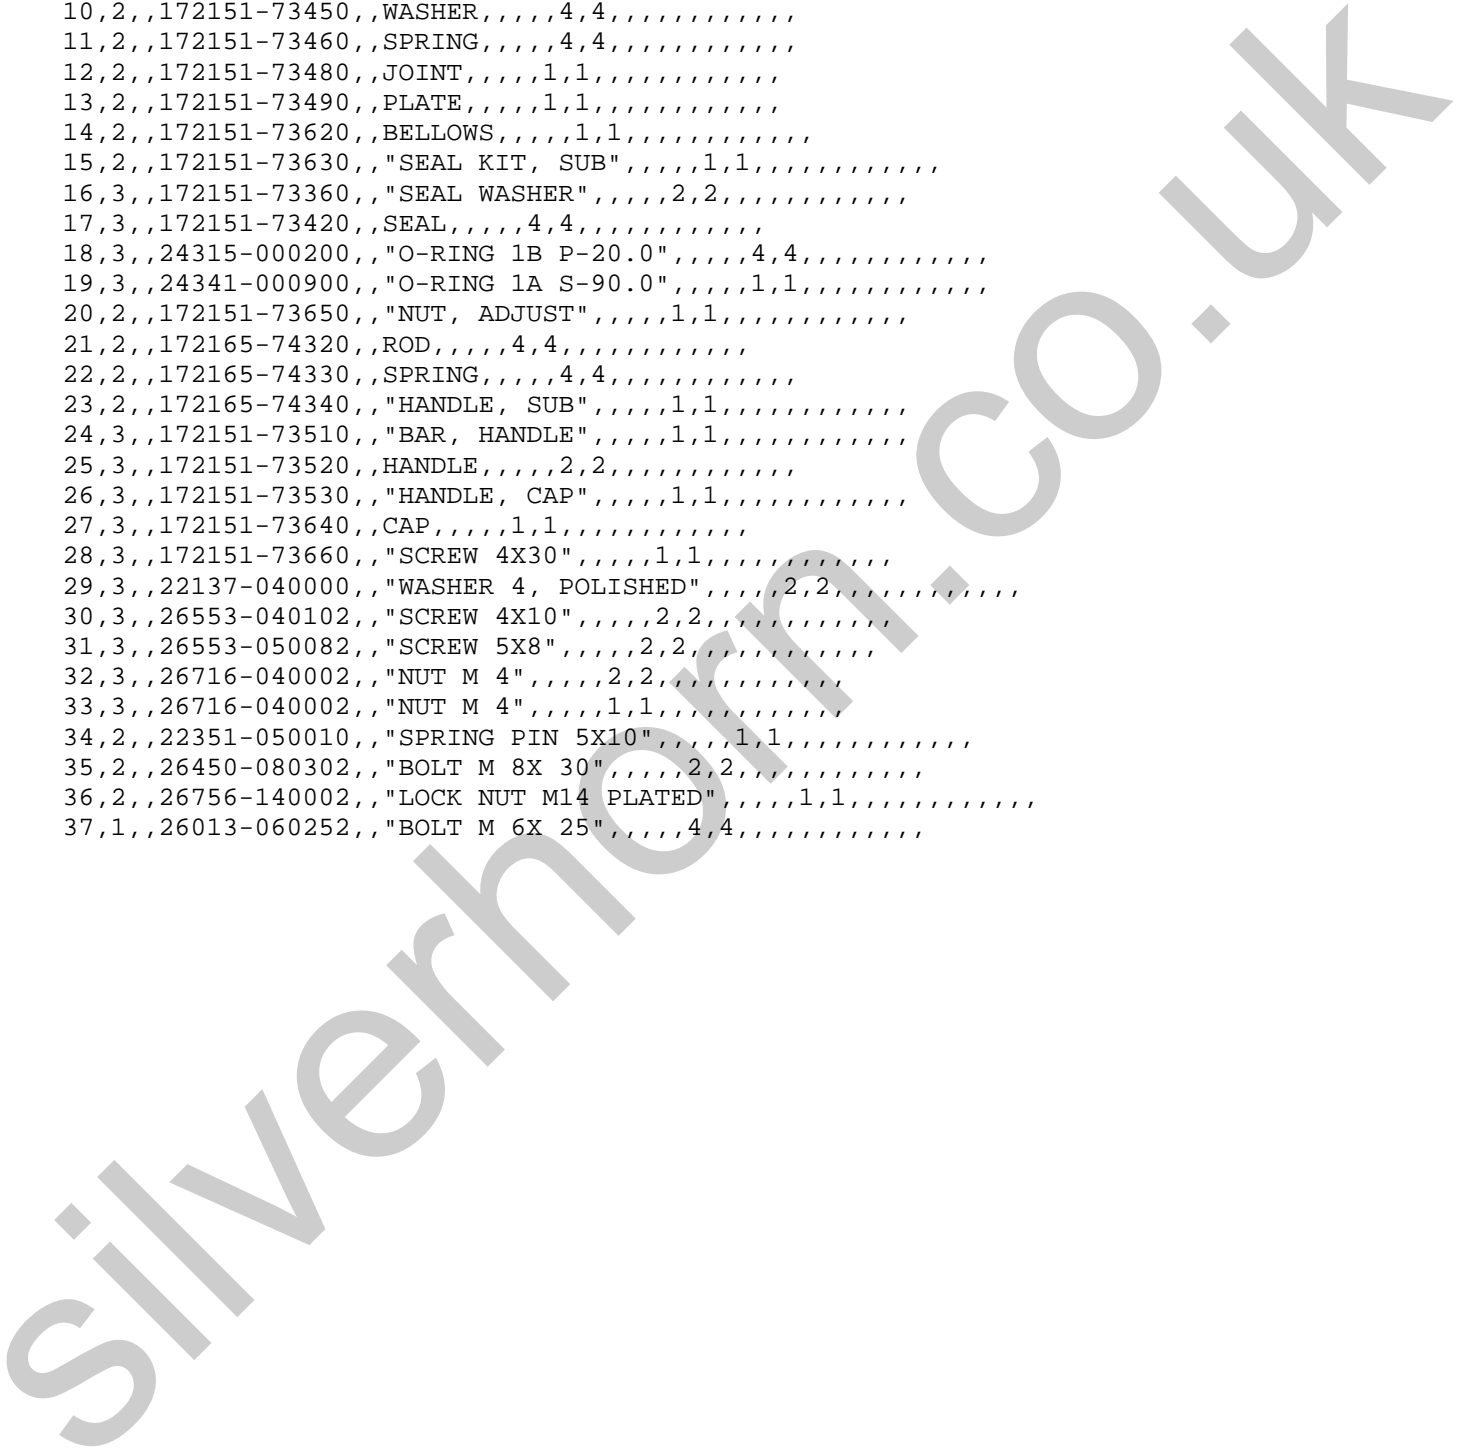 10,2,,172151-73450,,WASHER,,,,,4,4,,,,,,,,,,,,
11,2,,172151-73460,,SPRING,,,,,4,4,,,,,,,,,,,,
12,2,,172151-73480,,JOINT,,,,,1,1,,,,,,,,,,,,
13,2,,172151-73490,,PLATE,,,,,1,1,,,,,,,,,,,,
14,2,,172151-73620,,BELLOWS,,,,,1,1,,,,,,,,,,,,
15,2,,172151-73630,,"SEAL KIT, SUB",,,,,1,1,,,,,,,,,,,,
16,3,,172151-73360,,"SEAL WASHER",,,,,2,2,,,,,,,,,,,,
17,3,,172151-73420,,SEAL,,,,,4,4,,,,,,,,,,,,
18,3,,24315-000200,,"O-RING 1B P-20.0",,,,,4,4,,,,,,,,,,,,
19,3,,24341-000900,,"O-RING 1A S-90.0",,,,,1,1,,,,,,,,,,,,
20,2,,172151-73650,,"NUT, ADJUST",,,,,1,1,,,,,,,,,,,,
21,2,,172165-74320,,ROD,,,,,4,4,,,,,,,,,,,,
22,2,,172165-74330,,SPRING,,,,,4,4,,,,,,,,,,,,
23,2,,172165-74340,,"HANDLE, SUB",,,,,1,1,,,,,,,,,,,,
24,3,,172151-73510,,"BAR, HANDLE",,,,,1,1,,,,,,,,,,,,
25,3,,172151-73520,,HANDLE,,,,,2,2,,,,,,,,,,,,
26,3,,172151-73530,,"HANDLE, CAP",,,,,1,1,,,,,,,,,,,,
27,3,,172151-73640,,CAP,,,,,1,1,,,,,,,,,,,,
28,3,,172151-73660,,"SCREW 4X30",,,,,1,1,,,,,,,,,,,,
29,3,,22137-040000,,"WASHER 4, POLISHED",,,,,2,2,,,,,,,,,,,,
30,3,,26553-040102,,"SCREW 4X10",,,,,2,2,,,,,,,,,,,,
31,3,,26553-050082,,"SCREW 5X8",,,,,2,2,,,,,,,,,,,,
32,3,,26716-040002,,"NUT M 4",,,,,2,2,,,,,,,,,,,,
33,3,,26716-040002,,"NUT M 4",,,,,1,1,,,,,,,,,,,,
34,2,,22351-050010,,"SPRING PIN 5X10",,,,,1,1,,,,,,,,,,,,
35,2,,26450-080302,,"BOLT M 8X 30",,,,,2,2,,,,,,,,,,,,
36,2,,26756-140002,,"LOCK NUT M14 PLATED",,,,,1,1,,,,,,,,,,,,
37,1,,26013-060252,,"BOLT M 6X 25",,,,,4,4,,,,,,,,,,,,
silverhorn.co.uk